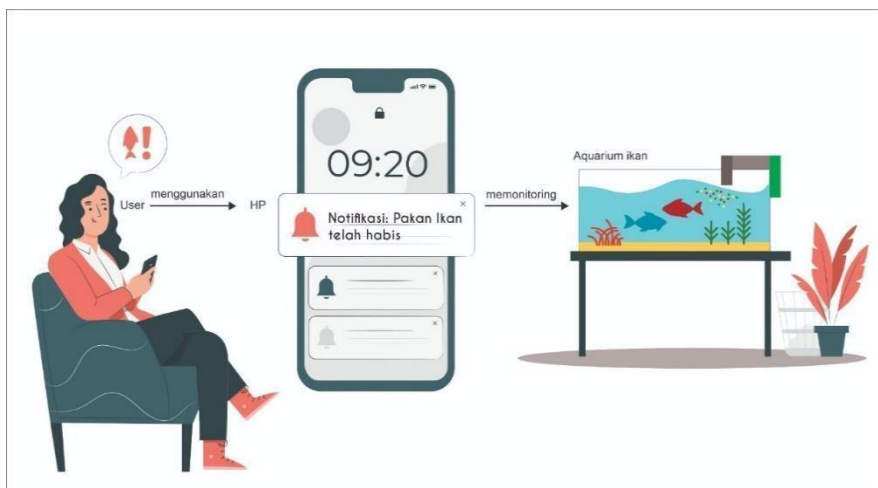 User
menggunakan
HP
09:20
Notifikasi: Pakan Ikan
telah habis
memonitoring
Aquarium ikan